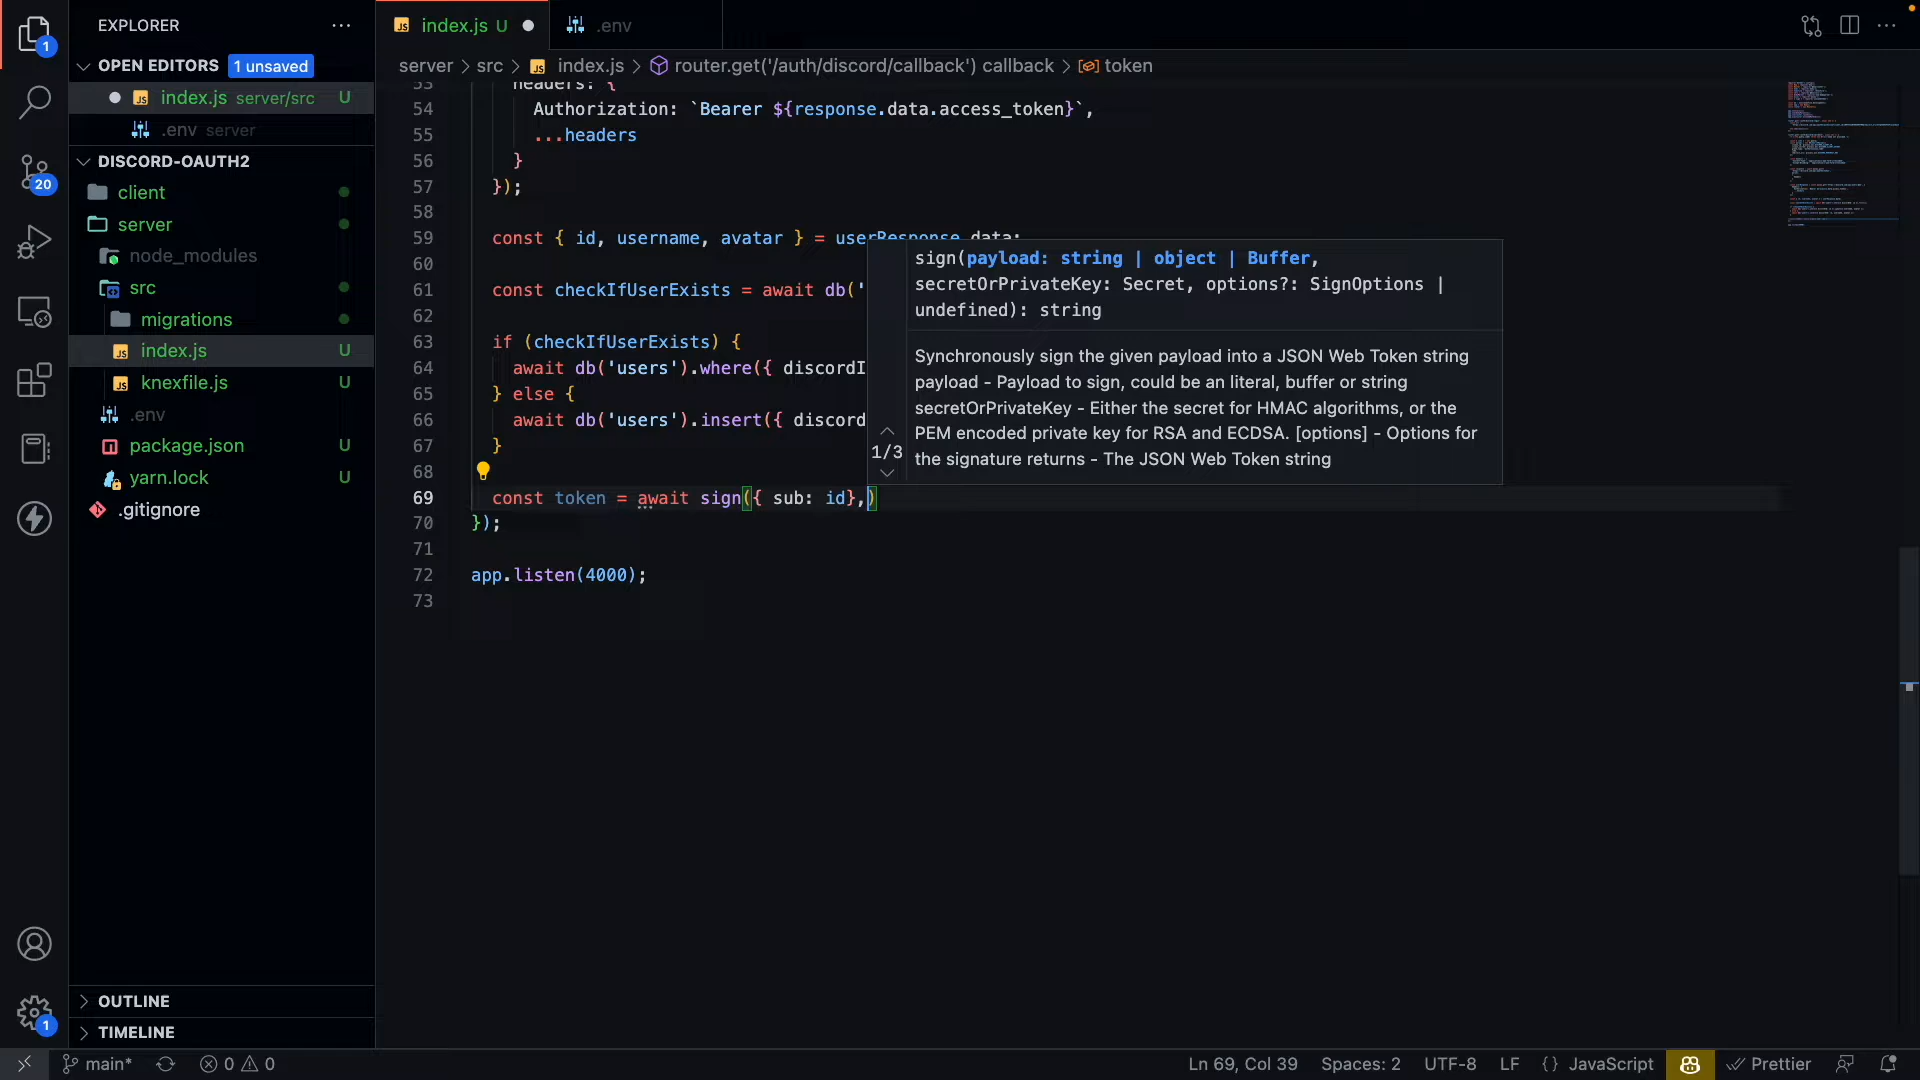 EXPLORER
1
OPEN EDITORS 1 unsaved
index.js server/src U
.env server
DISCORD-OAUTH2
client
20
server
node_modules
src
migrations
index.js U
knexfile.js U
.env
package.json U
yarn.lock U
.gitignore
OUTLINE
1
TIMELINE
index.js U
.env
server > src > index.js > router.get('/auth/discord/callback') callback > token
53 headers: {
54 Authorization: `Bearer ${response.data.access_token}`,
55 ...headers
56 }
57 });
58
59 const { id, username, avatar } = userResponse.data;
60
61 const checkIfUserExists = await db('
62
63 if (checkIfUserExists) {
64 await db('users').where({ discordI
65 } else {
66 await db('users').insert({ discord
67 }
68
69 const token = await sign({ sub: id},)
70 });
71
72 app.listen(4000);
73
1/3
sign(payload: string | object | Buffer,
secretOrPrivateKey: Secret, options?: SignOptions |
undefined): string
Synchronously sign the given payload into a JSON Web Token string
payload - Payload to sign, could be an literal, buffer or string
secretOrPrivateKey - Either the secret for HMAC algorithms, or the
PEM encoded private key for RSA and ECDSA. [options] - Options for
the signature returns - The JSON Web Token string
main* 0 0 Ln 69, Col 39 Spaces: 2 UTF-8 LF {} JavaScript Prettier